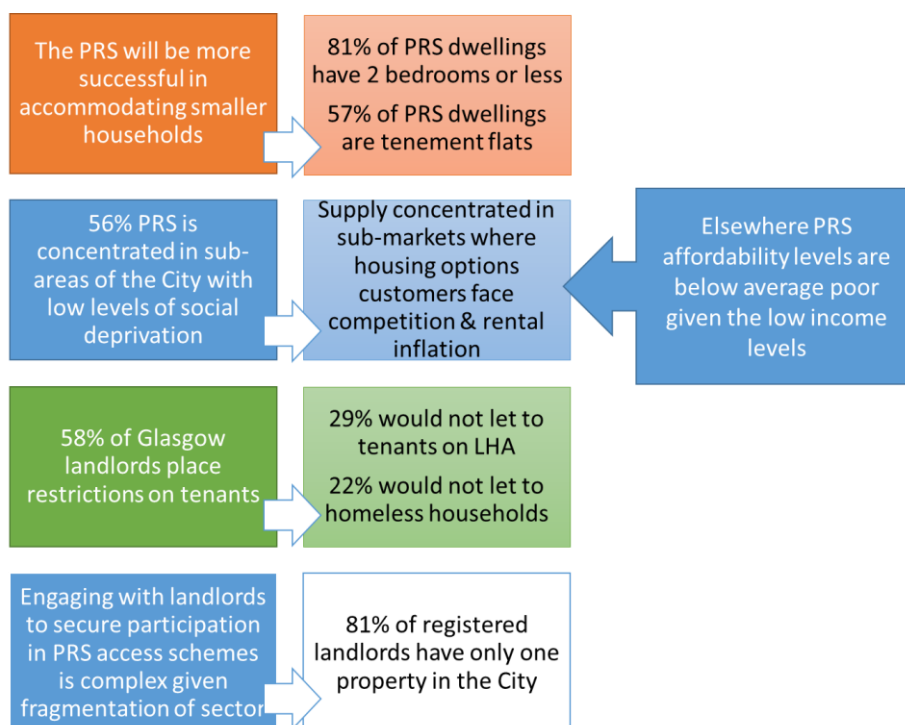 The PRS will be more
successful in
accommodating smaller
households
81% of PRS dwellings
have 2 bedrooms or less
57% of PRS dwellings
are tenement flats
56% PRS is
concentrated in sub-
areas of the City with
low levels of social
deprivation
Supply concentrated in
sub-markets where
housing options
customers face
competition & rental
inflation
Elsewhere PRS
affordability levels are
below average poor
given the low income
levels
58% of Glasgow
landlords place
restrictions on tenants
29% would not let to
tenants on LHA
22% would not let to
homeless households
Engaging with landlords
to secure participation
in PRS access schemes
is complex given
fragmentation of sector
81% of registered
landlords have only one
property in the City